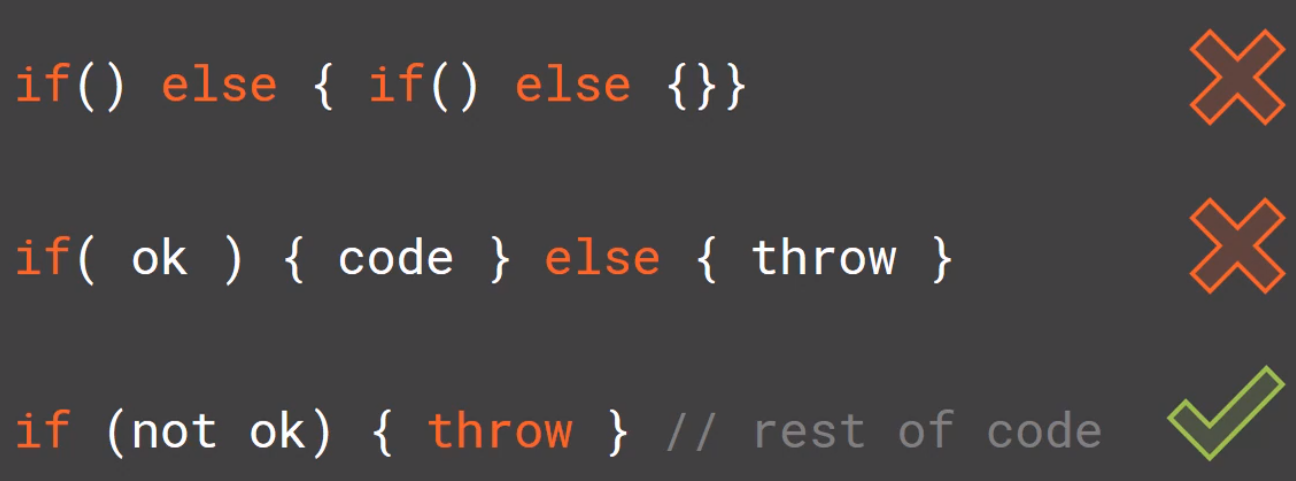 if() else { if() else {}}
if( ok ) { code } else { throw }
if (not ok) { throw } // rest of code